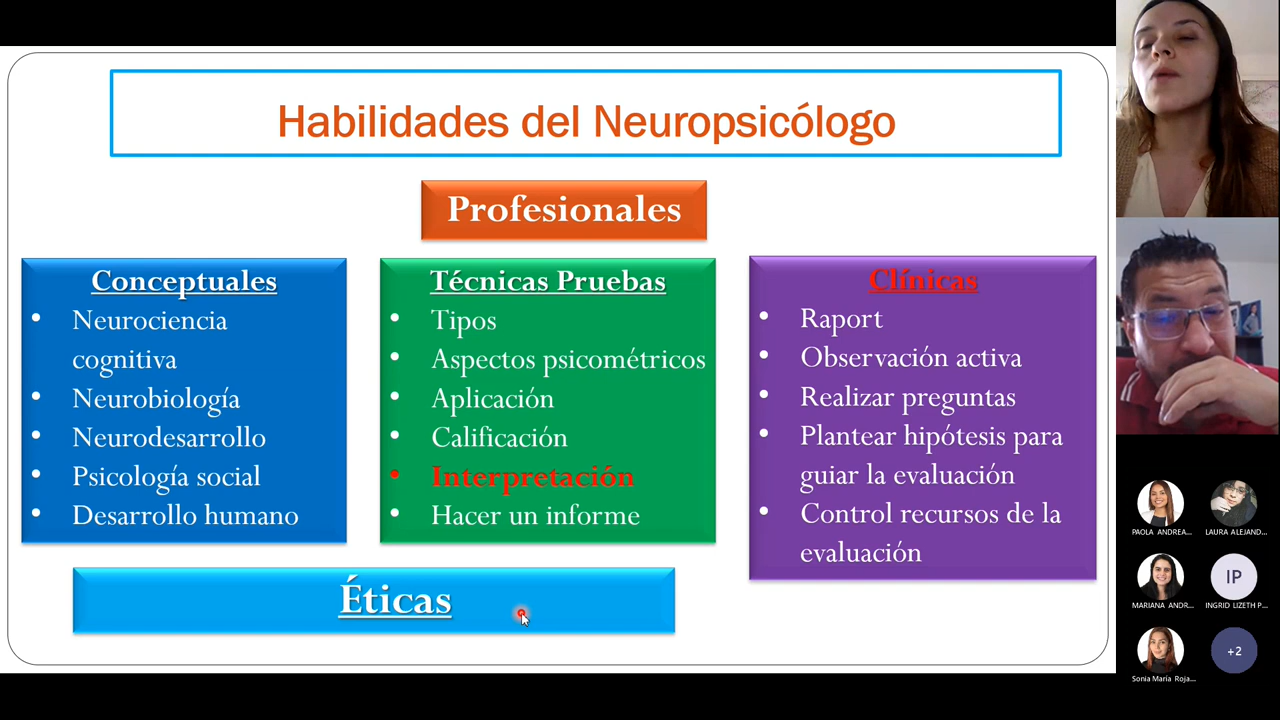 Habilidades del Neuropsicólogo
Profesionales
Conceptuales
• Neurociencia
cognitiva
• Neurobiología
• Neurodesarrollo
• Psicología social
• Desarrollo humano
Técnicas Pruebas
• Tipos
• Aspectos psicométricos
• Aplicación
• Calificación
• Interpretación
• Hacer un informe
Clínicas
• Raport
• Observación activa
• Realizar preguntas
• Plantear hipótesis para
guiar la evaluación
• Control recursos de la
evaluación
Éticas
PAOLA ANDREA...
LAURA ALEJAND...
MARIANA ANDR...
IP
INGRID LIZETH P...
Sonia María Roja...
+2